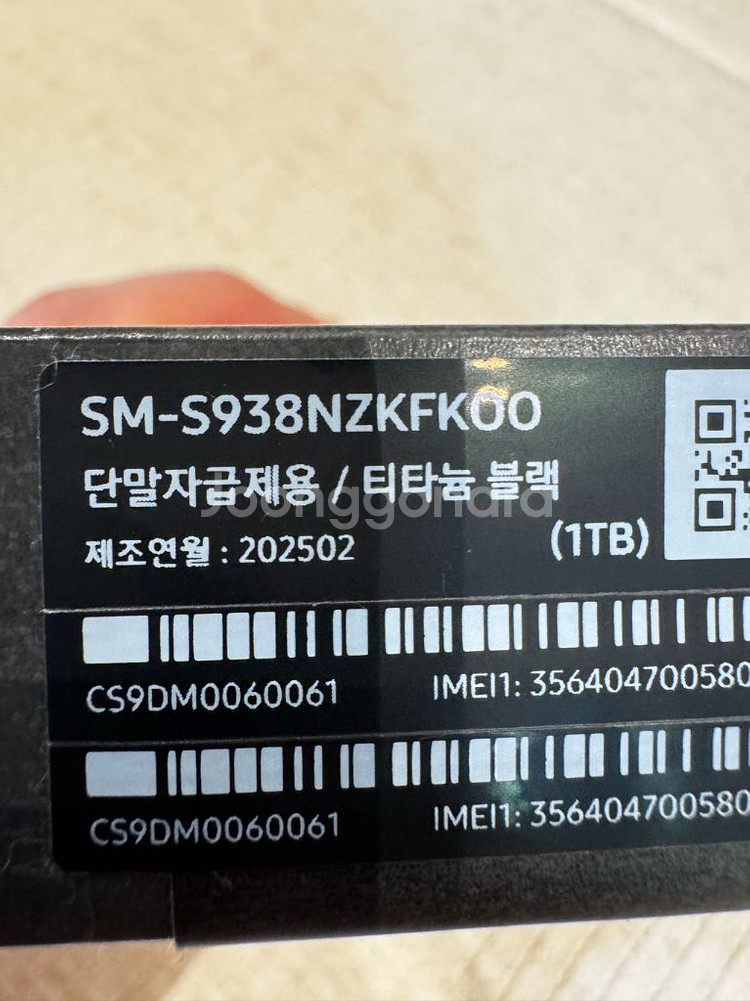 SM-S938NZKFKOO
단말자급제용 / 티타늄 블랙
Joonggonara
제조연월 : 202502
(1TB)
CS9DM0060061
IMEI1: 356404700580
CS9DM0060061
IMEI1: 356404700580